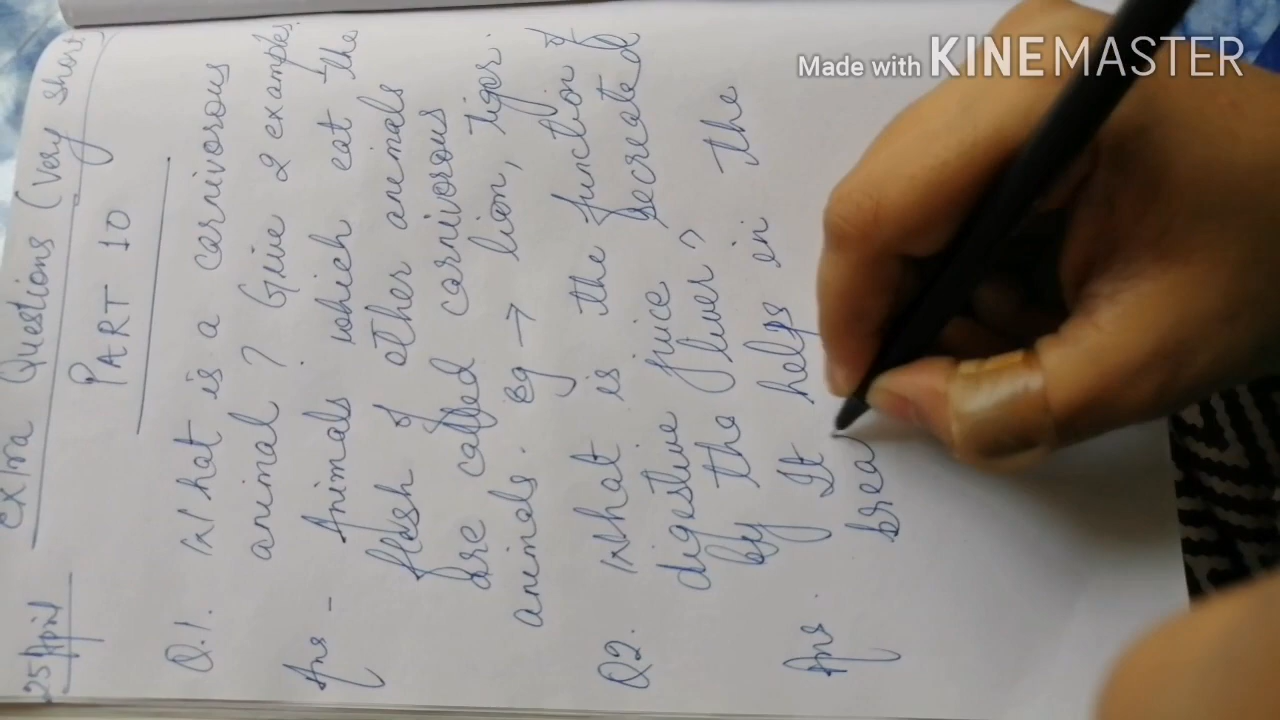 25 April
Extra Questions (Very Short
PART 10
Q.1. What is a carnivorous
animal? Give 2 examples.
Ans - Animals which eat the
flesh of other animals
are called carnivorous
animals. eg → lion, tiger.
Q2. What is the function of
digestive juice secreted
by the liver?
Ans. It helps in the
brea
Made with KINEMASTER